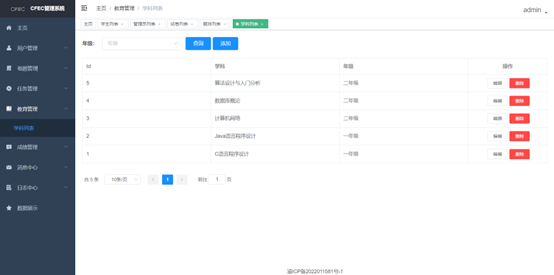 CPEC CPEC管理系统
主页 / 教育管理 / 学科列表
admin
主页 学生列表 × 管理员列表 × 试卷列表 × 题库列表 × 学科列表 ×
主页
用户管理
考题管理
任务管理
教育管理
学科列表
成绩管理
消息中心
日志中心
数据展示
年级: 年级 查询 添加
Id 学科 年级 操作
5 算法设计与入门分析 二年级 编辑 删除
4 数据库概论 二年级 编辑 删除
3 计算机网络 二年级 编辑 删除
2 Java语言程序设计 一年级 编辑 删除
1 C语言程序设计 一年级 编辑 删除
共 5 条 10条/页 1 前往 1 页
渝ICP备2022011581号-1